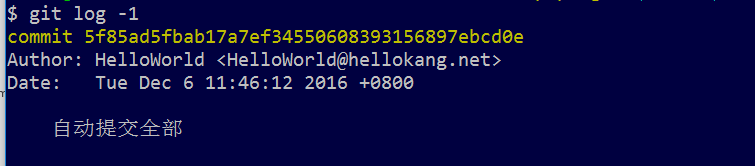 $ git log -1
commit 5f85ad5fbab17a7ef34550608393156897ebcd0e
Author: HelloWorld <HelloWorld@hellokang.net>
Date:   Tue Dec 6 11:46:12 2016 +0800
自动提交全部